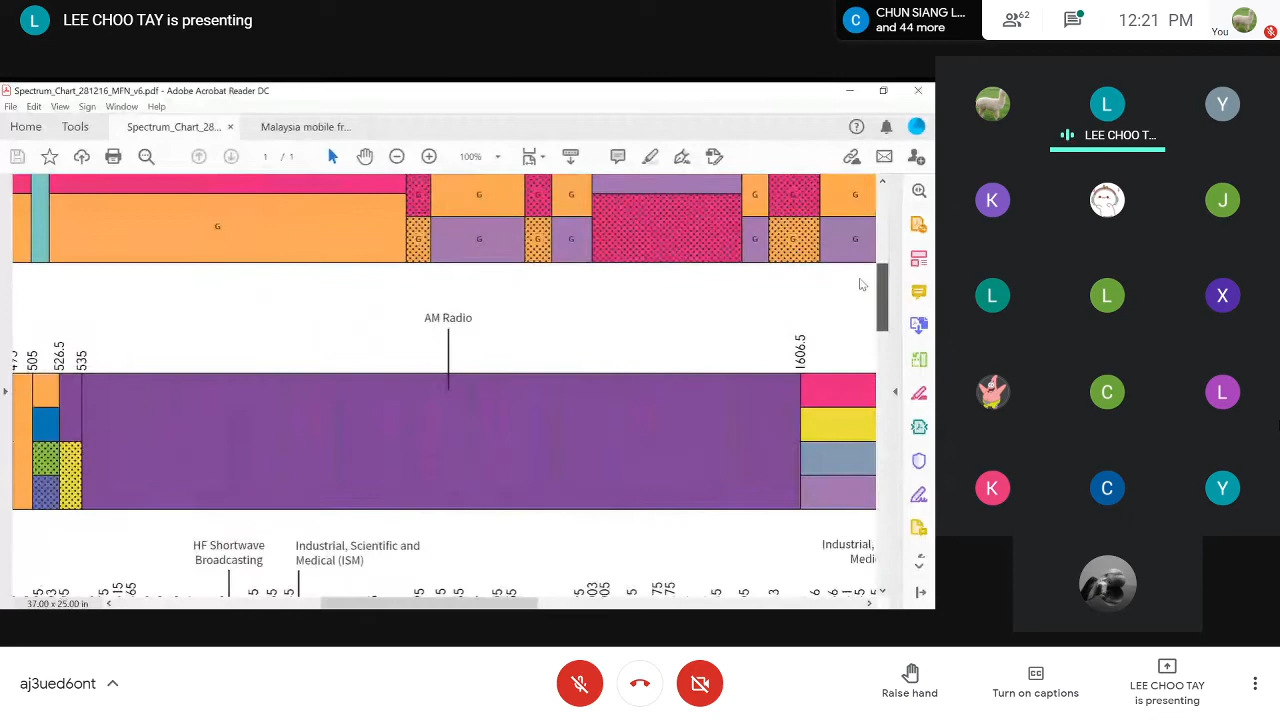 L
LEE CHOO TAY is presenting
C
CHUN SIANG L...
and 44 more
62
12:21 PM
You
Spectrum_Chart_281216_MFN_v6.pdf - Adobe Acrobat Reader DC
File Edit View Window Help
Home Tools Spectrum_Chart_28... × Malaysia mobile fr...
1 / 1 100%
G G G G G
G G G G G G G
AM Radio
505 526.5 535 1606.5
HF Shortwave
Broadcasting
Industrial, Scientific and
Medical (ISM)
Industrial,
Medi
37.00 x 25.00 in
L Y
LEE CHOO T...
K J
L L X
C L
K C Y
aj3ued6ont
Raise hand
CC
Turn on captions
LEE CHOO TAY
is presenting